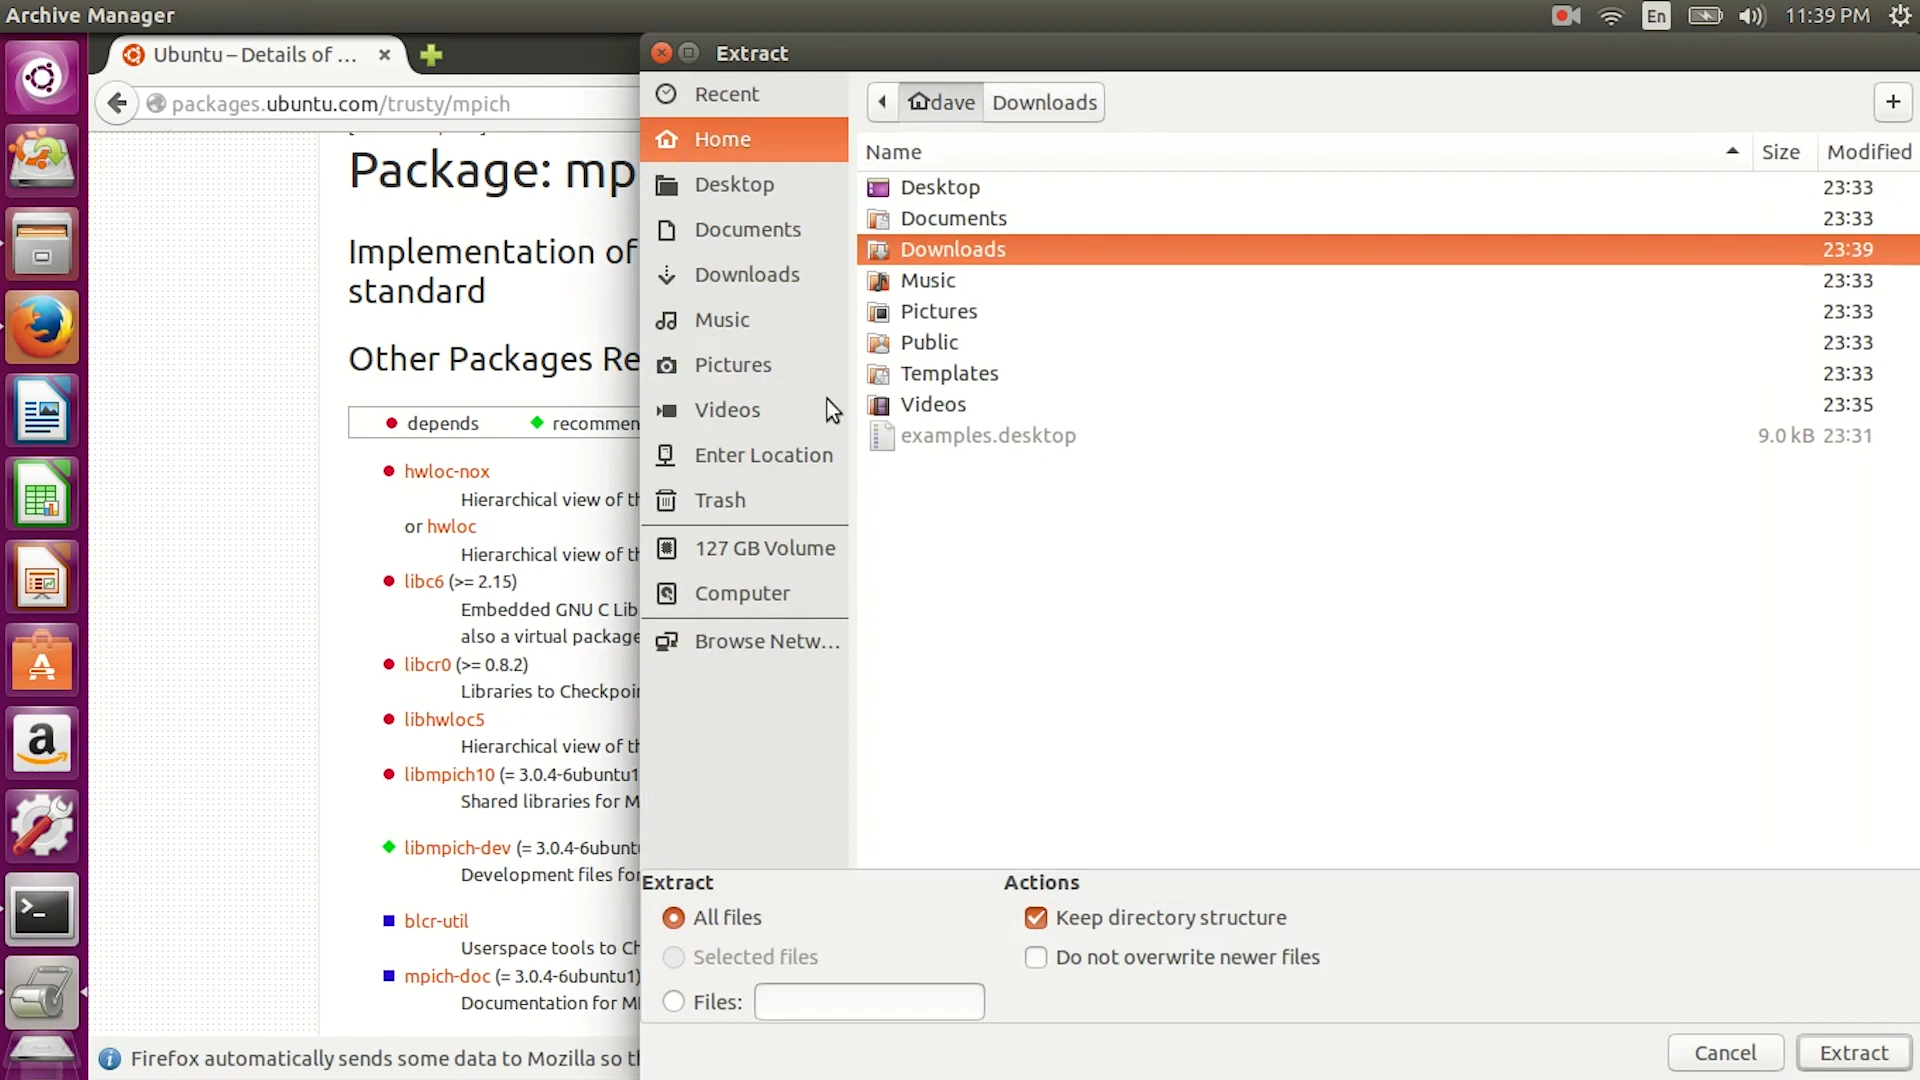 Archive Manager
En
11:39 PM
Ubuntu – Details of ...
packages.ubuntu.com/trusty/mpich
Package: mp
Implementation of
standard
Other Packages Re
depends
recommen
hwloc-nox
Hierarchical view of th
or hwloc
Hierarchical view of th
libc6 (>= 2.15)
Embedded GNU C Lib
also a virtual package
libcr0 (>= 0.8.2)
Libraries to Checkpoin
libhwloc5
Hierarchical view of th
libmpich10 (= 3.0.4-6ubuntu1
Shared libraries for M
libmpich-dev (= 3.0.4-6ubuntu
Development files for
blcr-util
Userspace tools to Ch
mpich-doc (= 3.0.4-6ubuntu1)
Documentation for MI
Firefox automatically sends some data to Mozilla so th
Extract
Recent
Home
Desktop
Documents
Downloads
Music
Pictures
Videos
Enter Location
Trash
127 GB Volume
Computer
Browse Netw...
dave
Downloads
Name
Size
Modified
Desktop 23:33
Documents 23:33
Downloads 23:39
Music 23:33
Pictures 23:33
Public 23:33
Templates 23:33
Videos 23:35
examples.desktop 9.0 kB 23:31
Extract
All files
Selected files
Files:
Actions
Keep directory structure
Do not overwrite newer files
Cancel
Extract